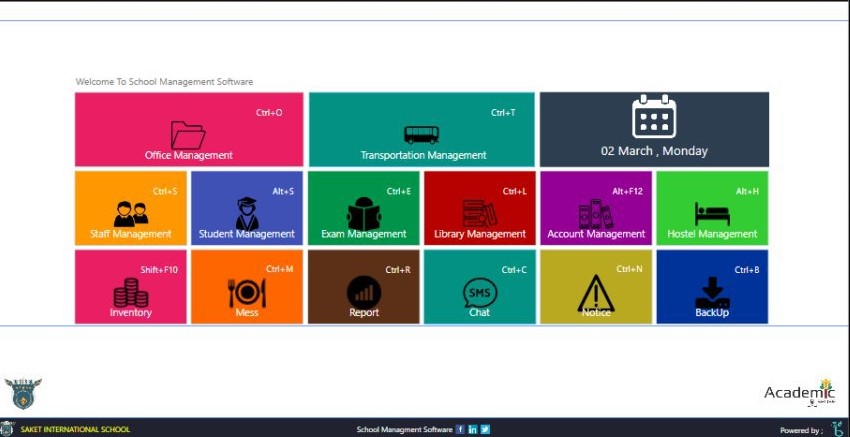 Welcome To School Management Software
Ctrl+O
Office Management
Ctrl+T
Transportation Management
02 March , Monday
Ctrl+S
Staff Management
Alt+S
Student Management
Ctrl+E
Exam Management
Ctrl+L
Library Management
Alt+F12
Account Management
Alt+H
Hostel Management
Shift+F10
Inventory
Ctrl+M
Mess
Ctrl+R
Report
Ctrl+C
SMS
Chat
Ctrl+N
Notice
Ctrl+B
BackUp
Academic
SAKET INTERNATIONAL SCHOOL
School Managment Software
f
in
Powered by ;